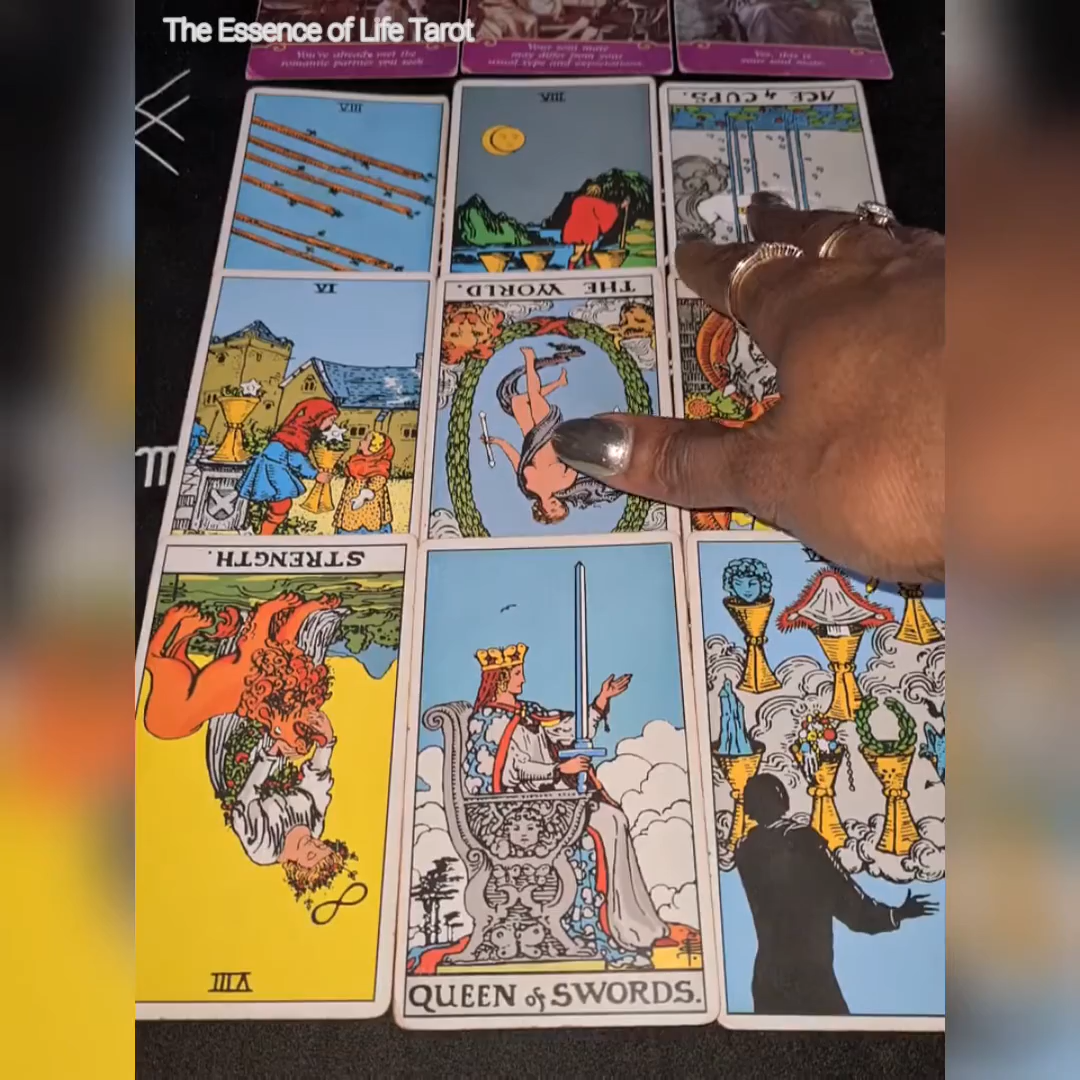 The Essence of Life Tarot
You've already met the
romantic partner you seek
Your soul mate
may differ from your
usual type and expectations
Yes, this is
your soul mate.
VIII
VIII
ACE of CUPS.
VI
THE WORLD.
STRENGTH.
VIII
QUEEN of SWORDS.